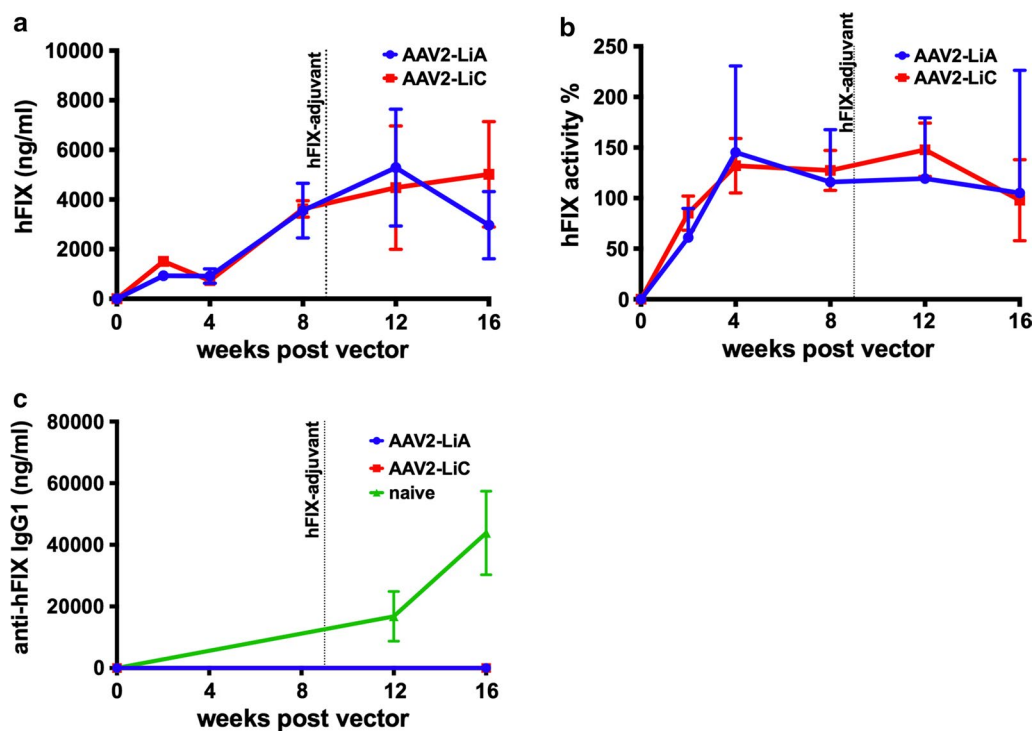 a
hFIX (ng/ml)
10000
8000
6000
4000
2000
0
0 4 8 12 16
weeks post vector
hFIX-adjuvant
AAV2-LiA
AAV2-LiC
b
hFIX activity %
250
200
150
100
50
0
0 4 8 12 16
weeks post vector
hFIX-adjuvant
AAV2-LiA
AAV2-LiC
c
anti-hFIX IgG1 (ng/ml)
80000
60000
40000
20000
0
0 4 8 12 16
weeks post vector
hFIX-adjuvant
AAV2-LiA
AAV2-LiC
naive